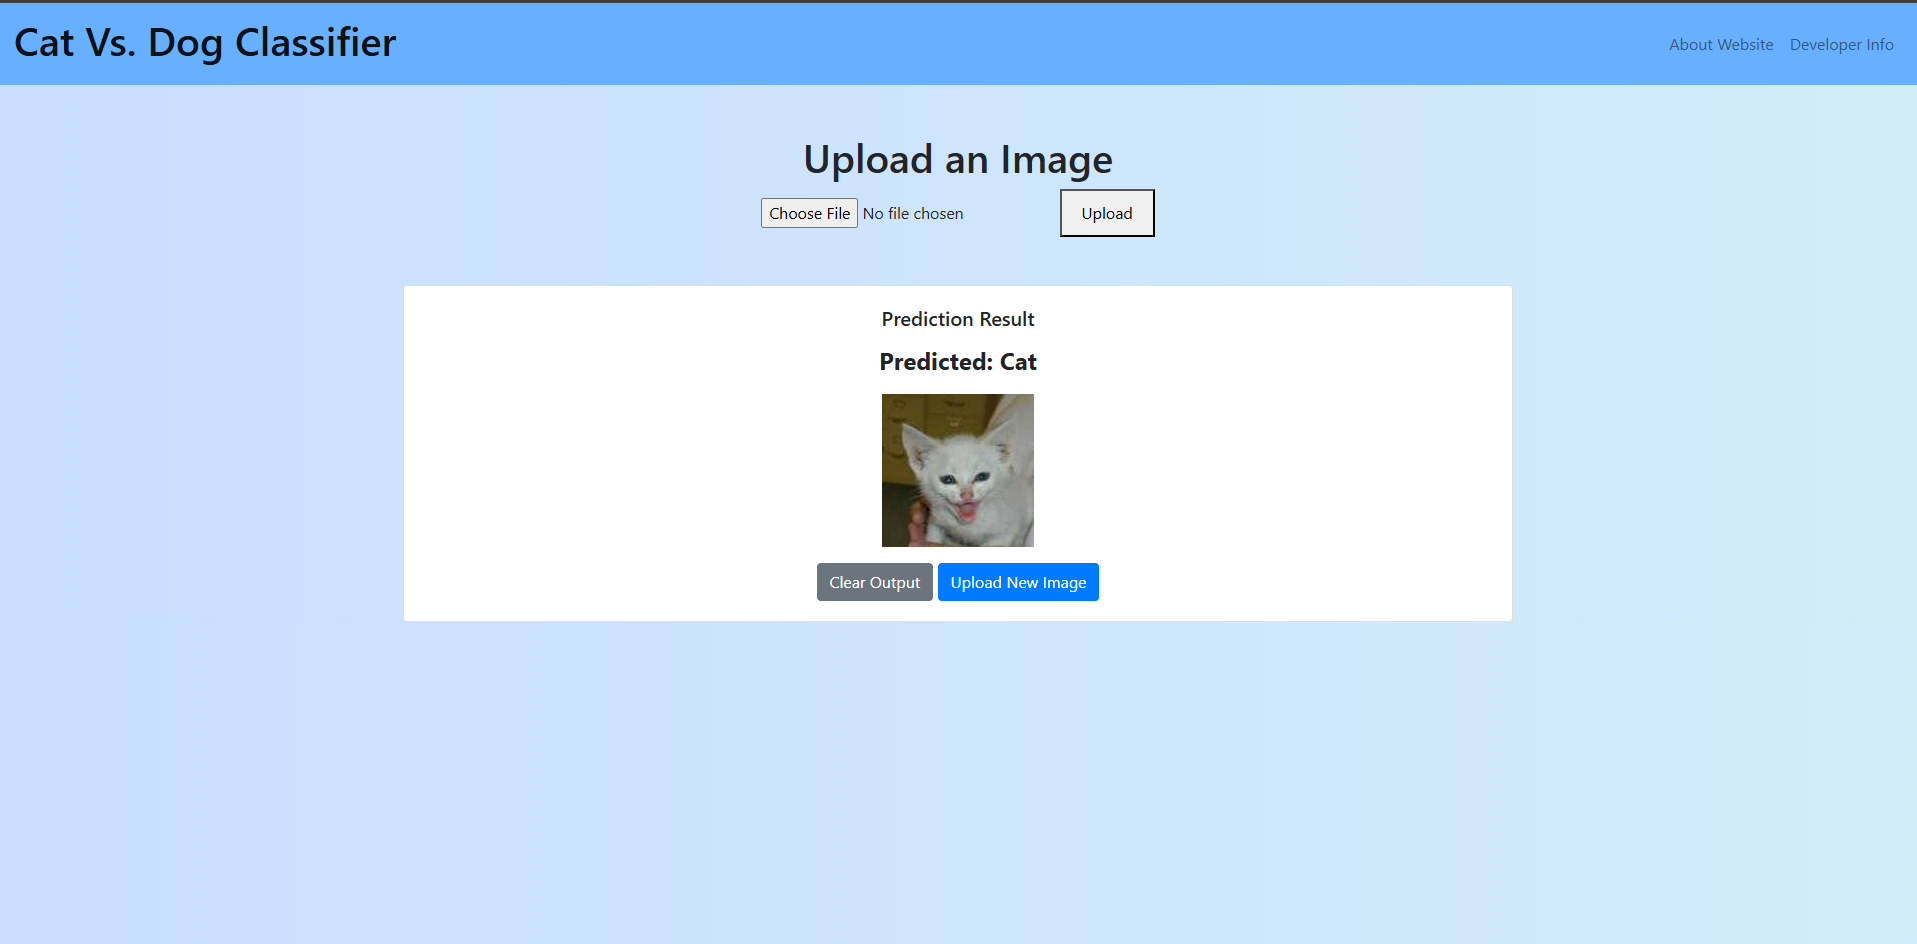 Cat Vs. Dog Classifier
About Website
Developer Info
Upload an Image
Choose File No file chosen
Upload
Prediction Result
Predicted: Cat
Clear Output
Upload New Image